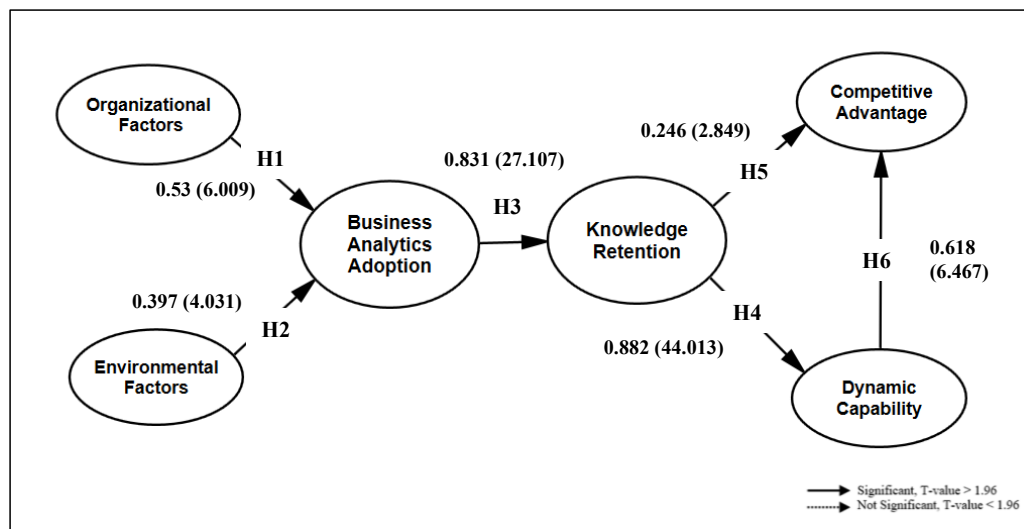 Organizational
Factors
H1
0.53 (6.009)
Environmental
Factors
0.397 (4.031)
H2
Business
Analytics
Adoption
0.831 (27.107)
H3
Knowledge
Retention
0.246 (2.849)
H5
Competitive
Advantage
H4
0.882 (44.013)
H6
0.618
(6.467)
Dynamic
Capability
Significant, T-value > 1.96
Not Significant, T-value < 1.96